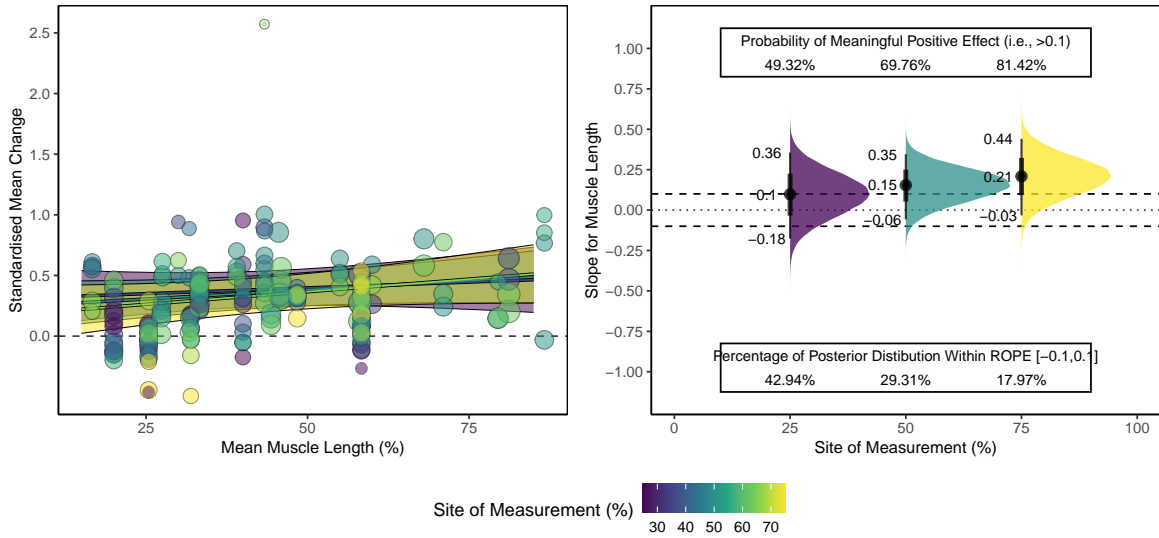 Standardised Mean Change
2.5
2.0
1.5
1.0
0.5
0.0
25
50
75
Mean Muscle Length (%)
Slope for Muscle Length
1.00
0.75
0.50
0.25
0.00
−0.25
−0.50
−0.75
−1.00
Probability of Meaningful Positive Effect (i.e., >0.1)
49.32% 69.76% 81.42%
0.36
0.1
−0.18
0.35
0.15
−0.06
0.44
0.21
−0.03
Percentage of Posterior Distibution Within ROPE [−0.1,0.1]
42.94% 29.31% 17.97%
0 25 50 75 100
Site of Measurement (%)
Site of Measurement (%)
30 40 50 60 70